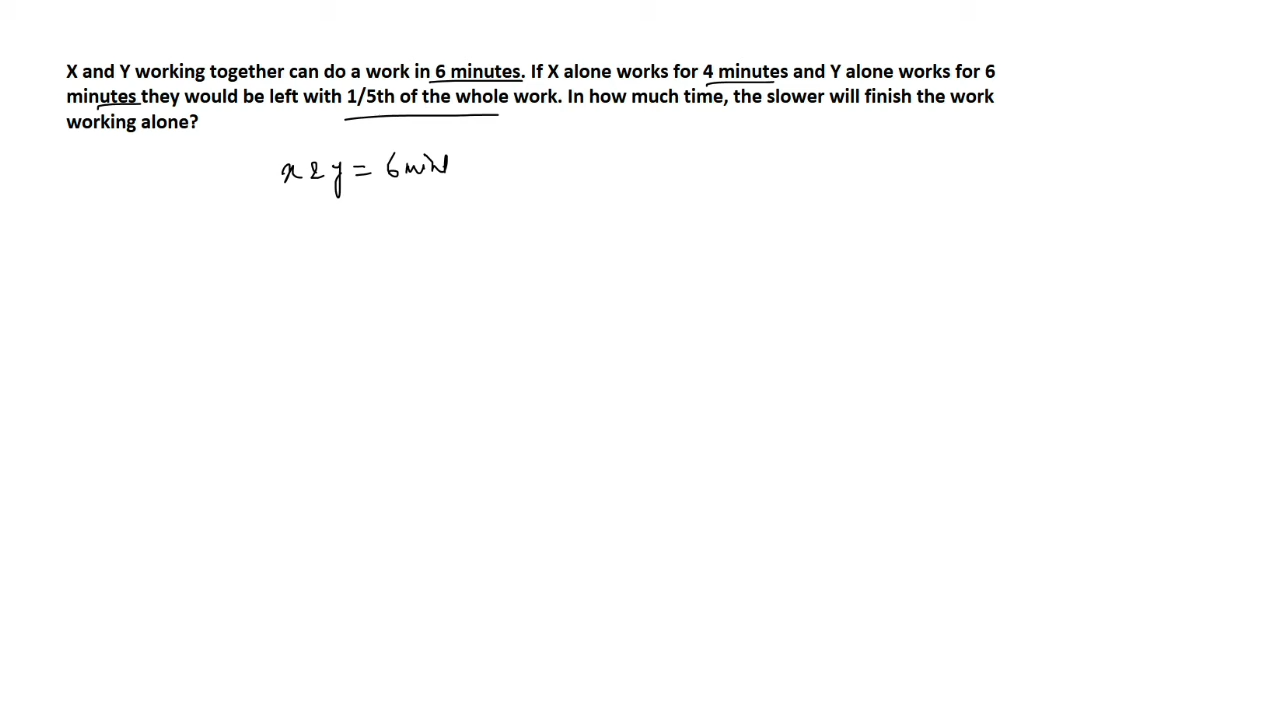 X and Y working together can do a work in 6 minutes. If X alone works for 4 minutes and Y alone works for 6
minutes they would be left with 1/5th of the whole work. In how much time, the slower will finish the work
working alone?
x & y = 6 min